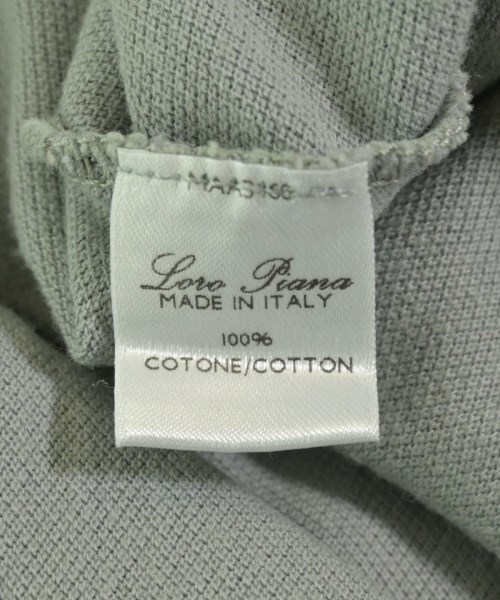 Loro Piana
MADE IN ITALY
100%
COTONE/COTTON